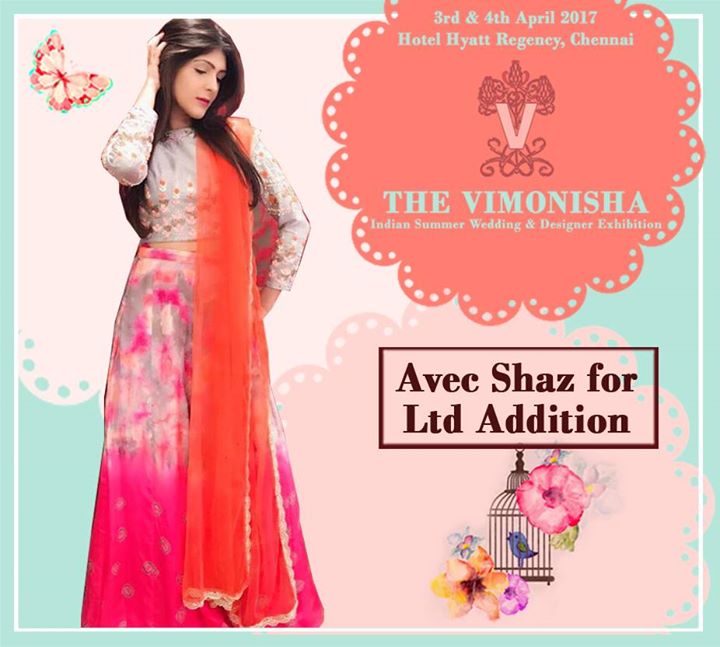 3rd & 4th April 2017
Hotel Hyatt Regency, Chennai
V
THE VIMONISHA
Indian Summer Wedding & Designer Exhibition
Avec Shaz for
Ltd Addition